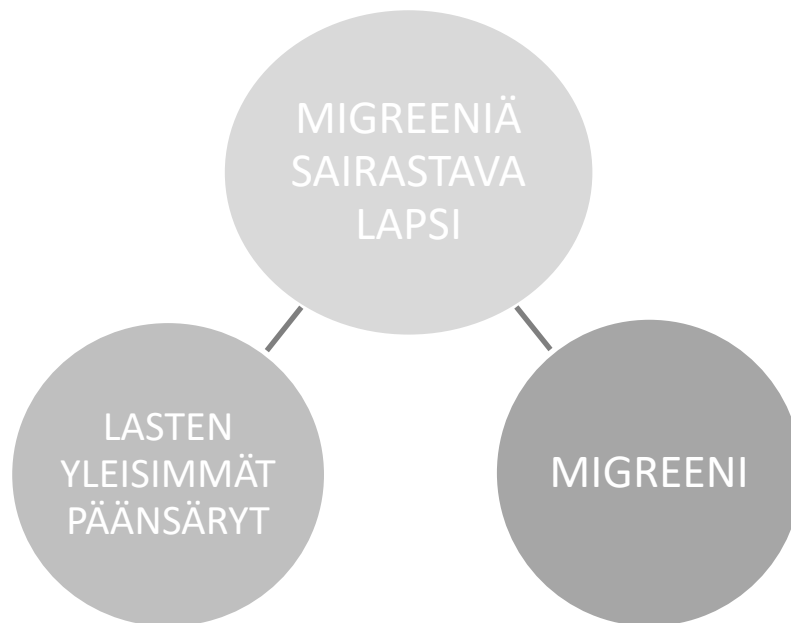 MIGREENIÄ
SAIRASTAVA
LAPSI
LASTEN
YLEISIMMÄT
PÄÄNSÄRYT
MIGREENI